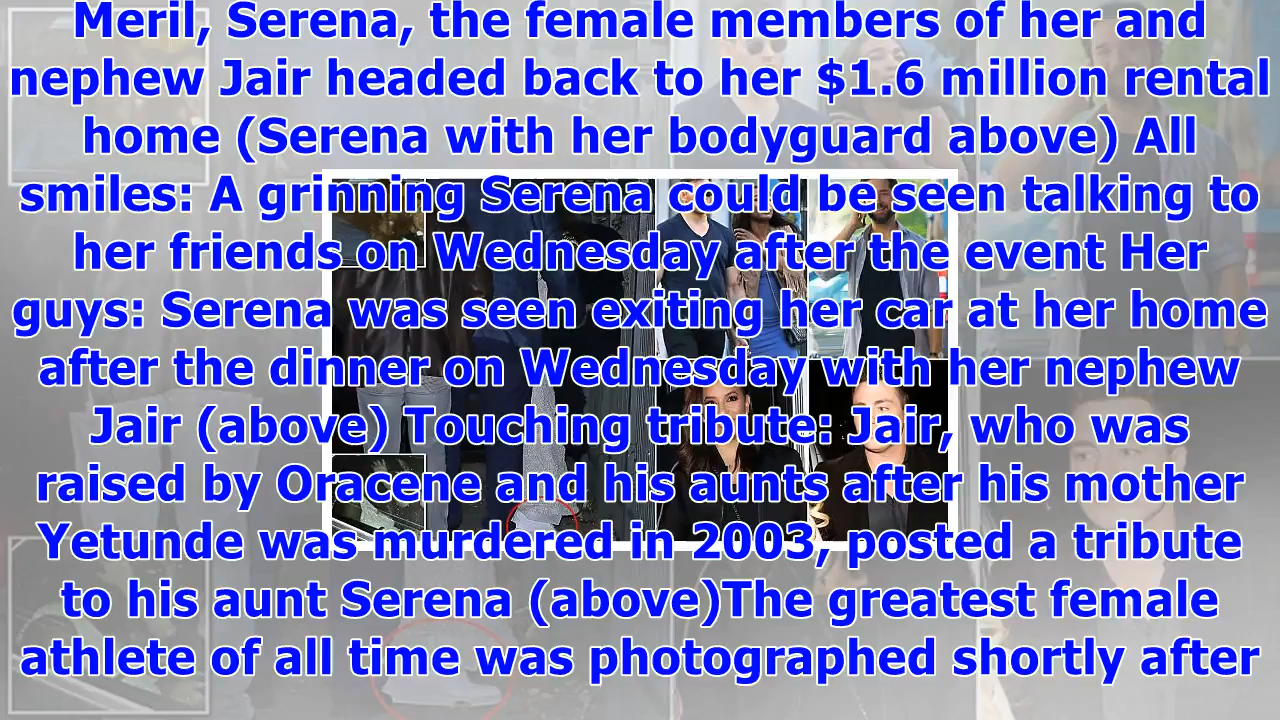 Meril, Serena, the female members of her and
nephew Jair headed back to her $1.6 million rental
home (Serena with her bodyguard above) All
smiles: A grinning Serena could be seen talking to
her friends on Wednesday after the event Her
guys: Serena was seen exiting her car at her home
after the dinner on Wednesday with her nephew
Jair (above) Touching tribute: Jair, who was
raised by Oracene and his aunts after his mother
Yetunde was murdered in 2003, posted a tribute
to his aunt Serena (above)The greatest female
athlete of all time was photographed shortly after